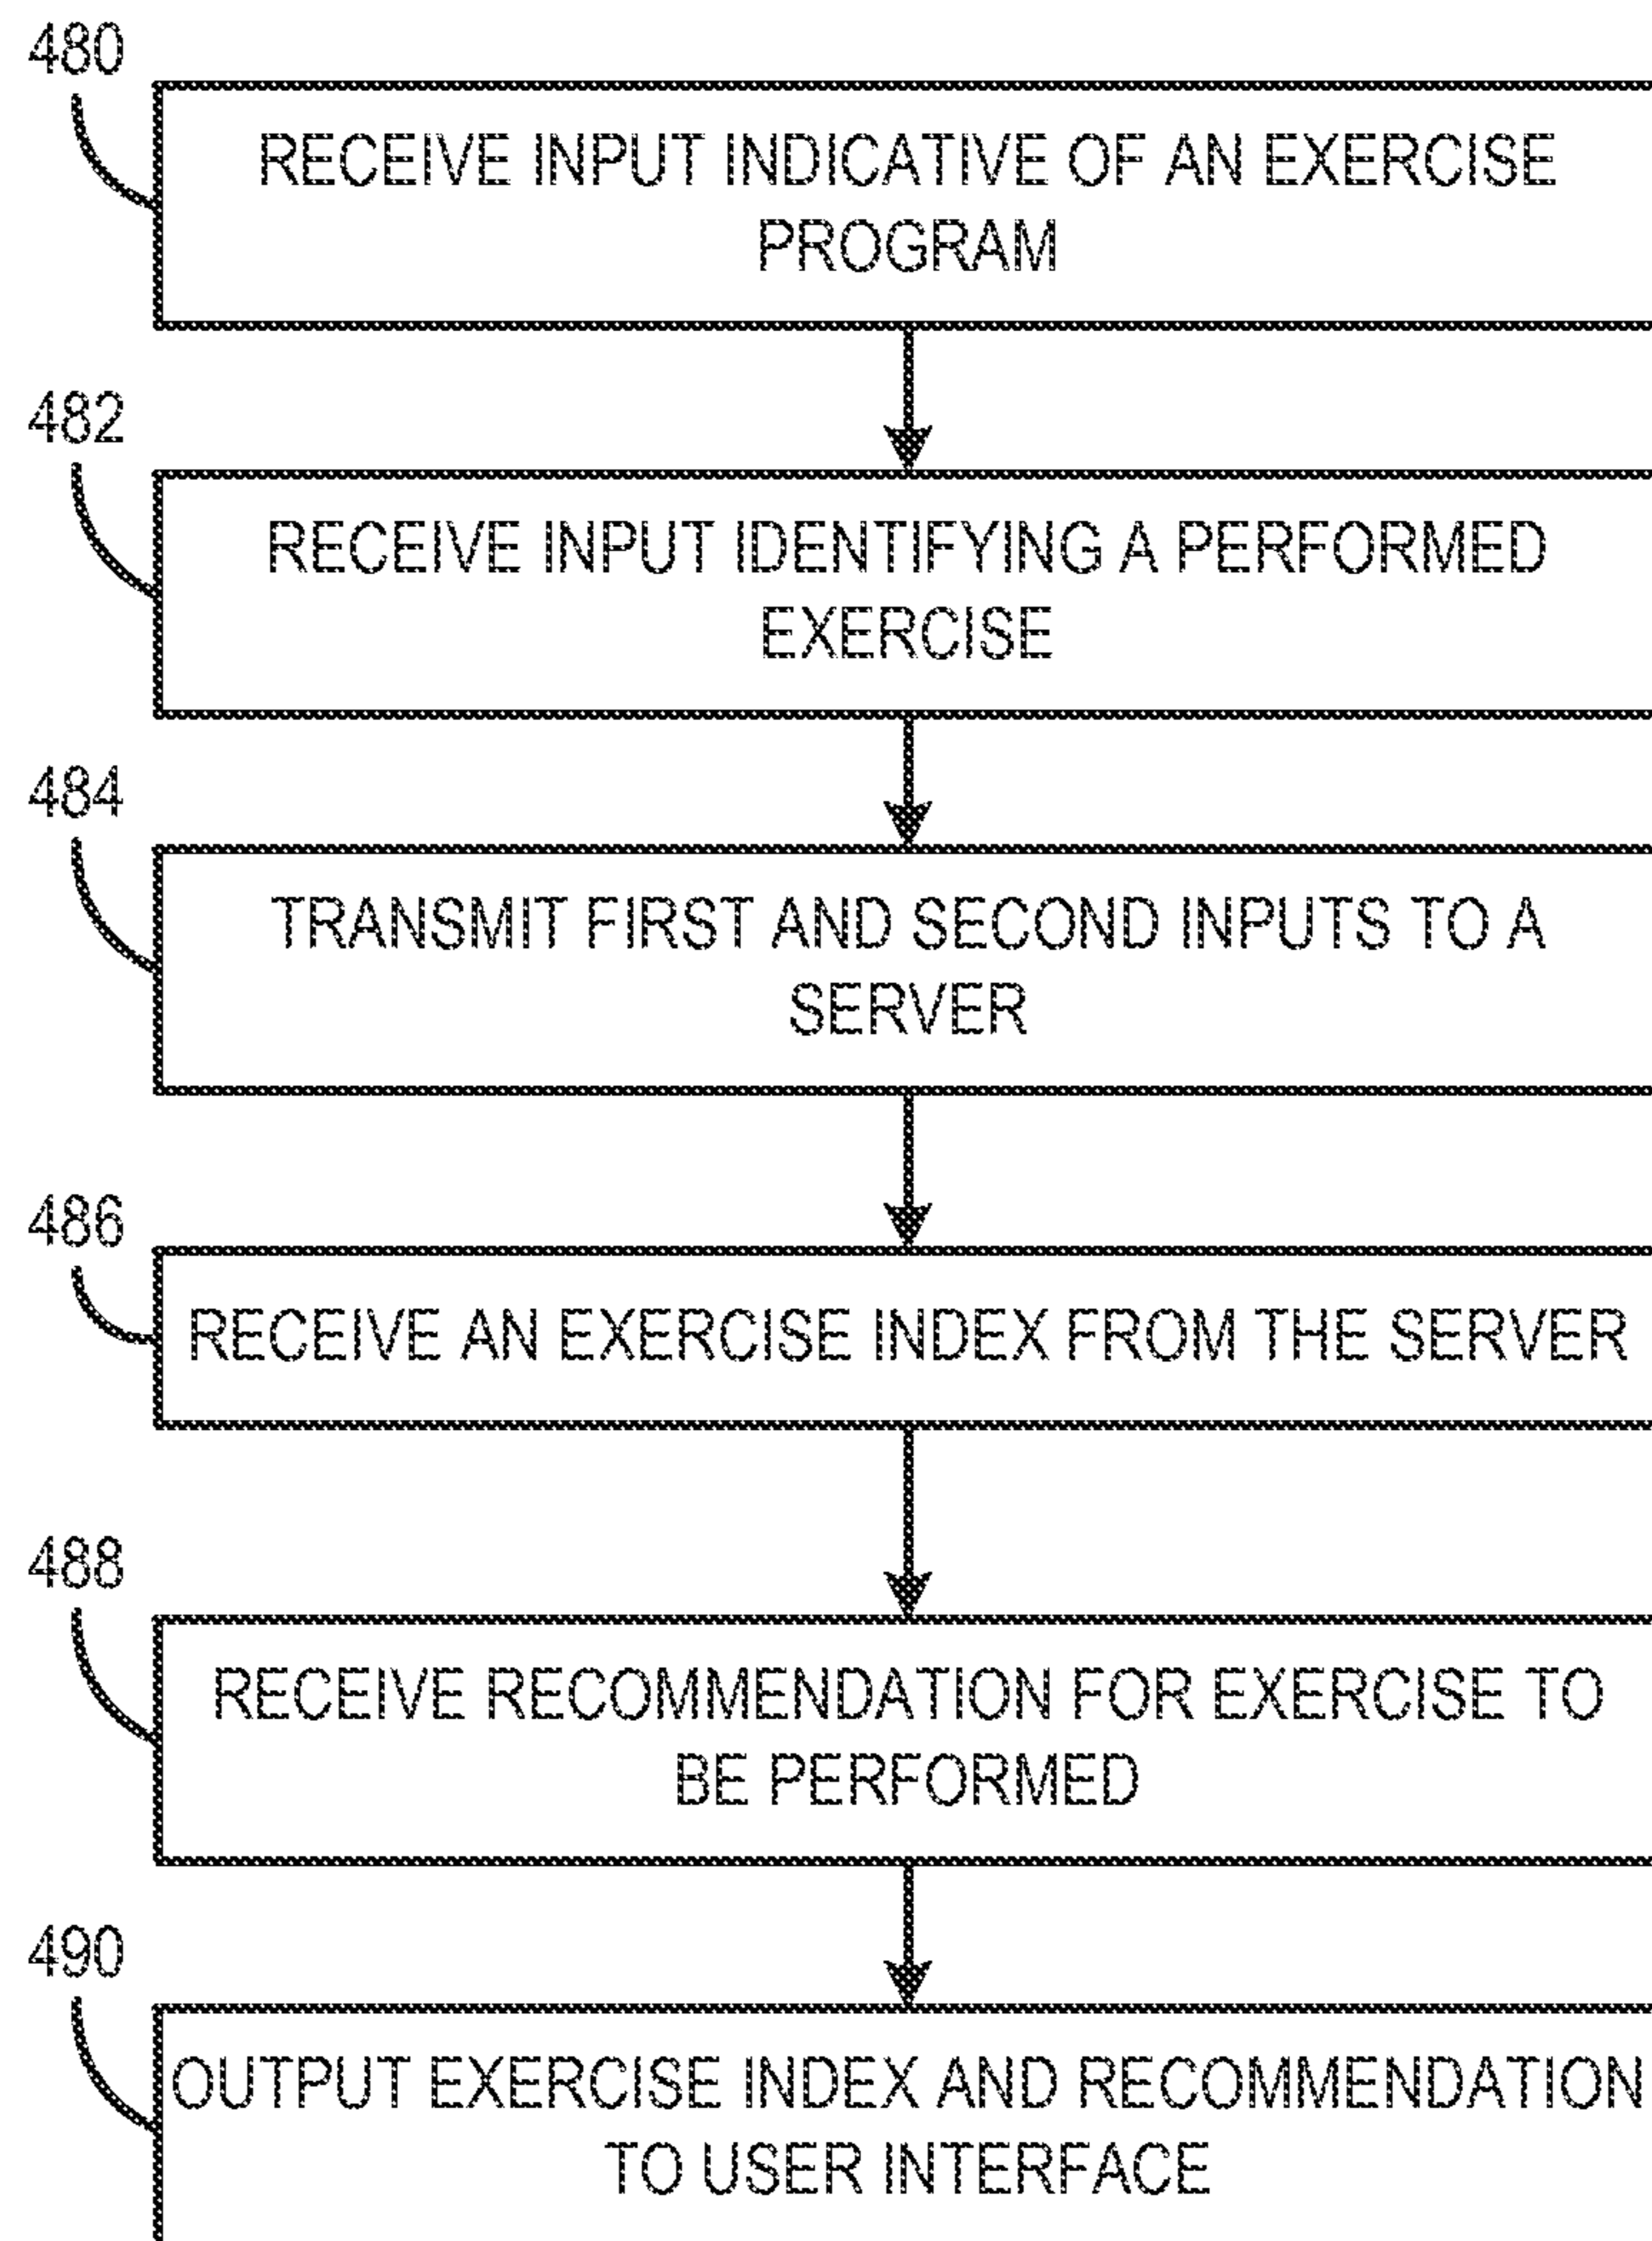 480
RECEIVE INPUT INDICATIVE OF AN EXERCISE
PROGRAM
482
RECEIVE INPUT IDENTIFYING A PERFORMED
EXERCISE
484
TRANSMIT FIRST AND SECOND INPUTS TO A
SERVER
486
RECEIVE AN EXERCISE INDEX FROM THE SERVER
488
RECEIVE RECOMMENDATION FOR EXERCISE TO
BE PERFORMED
490
OUTPUT EXERCISE INDEX AND RECOMMENDATION
TO USER INTERFACE